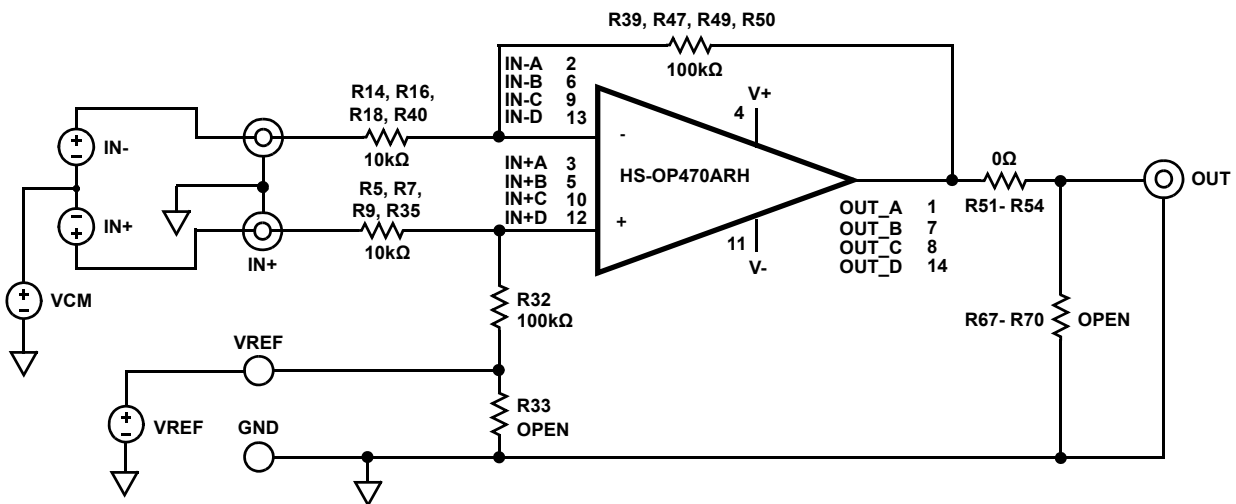 R39, R47, R49, R50
100kΩ
IN-A 2
IN-B 6
IN-C 9
IN-D 13
R14, R16,
R18, R40
10kΩ
V+
4
-
HS-OP470ARH
+
11
V-
IN-
+ -
IN+
+ -
IN+
IN+A 3
IN+B 5
IN+C 10
IN+D 12
R5, R7,
R9, R35
10kΩ
0Ω
R51- R54
OUT
OUT_A 1
OUT_B 7
OUT_C 8
OUT_D 14
+
-
VCM
R32
100kΩ
R67- R70
OPEN
VREF
+
-
VREF
R33
OPEN
GND